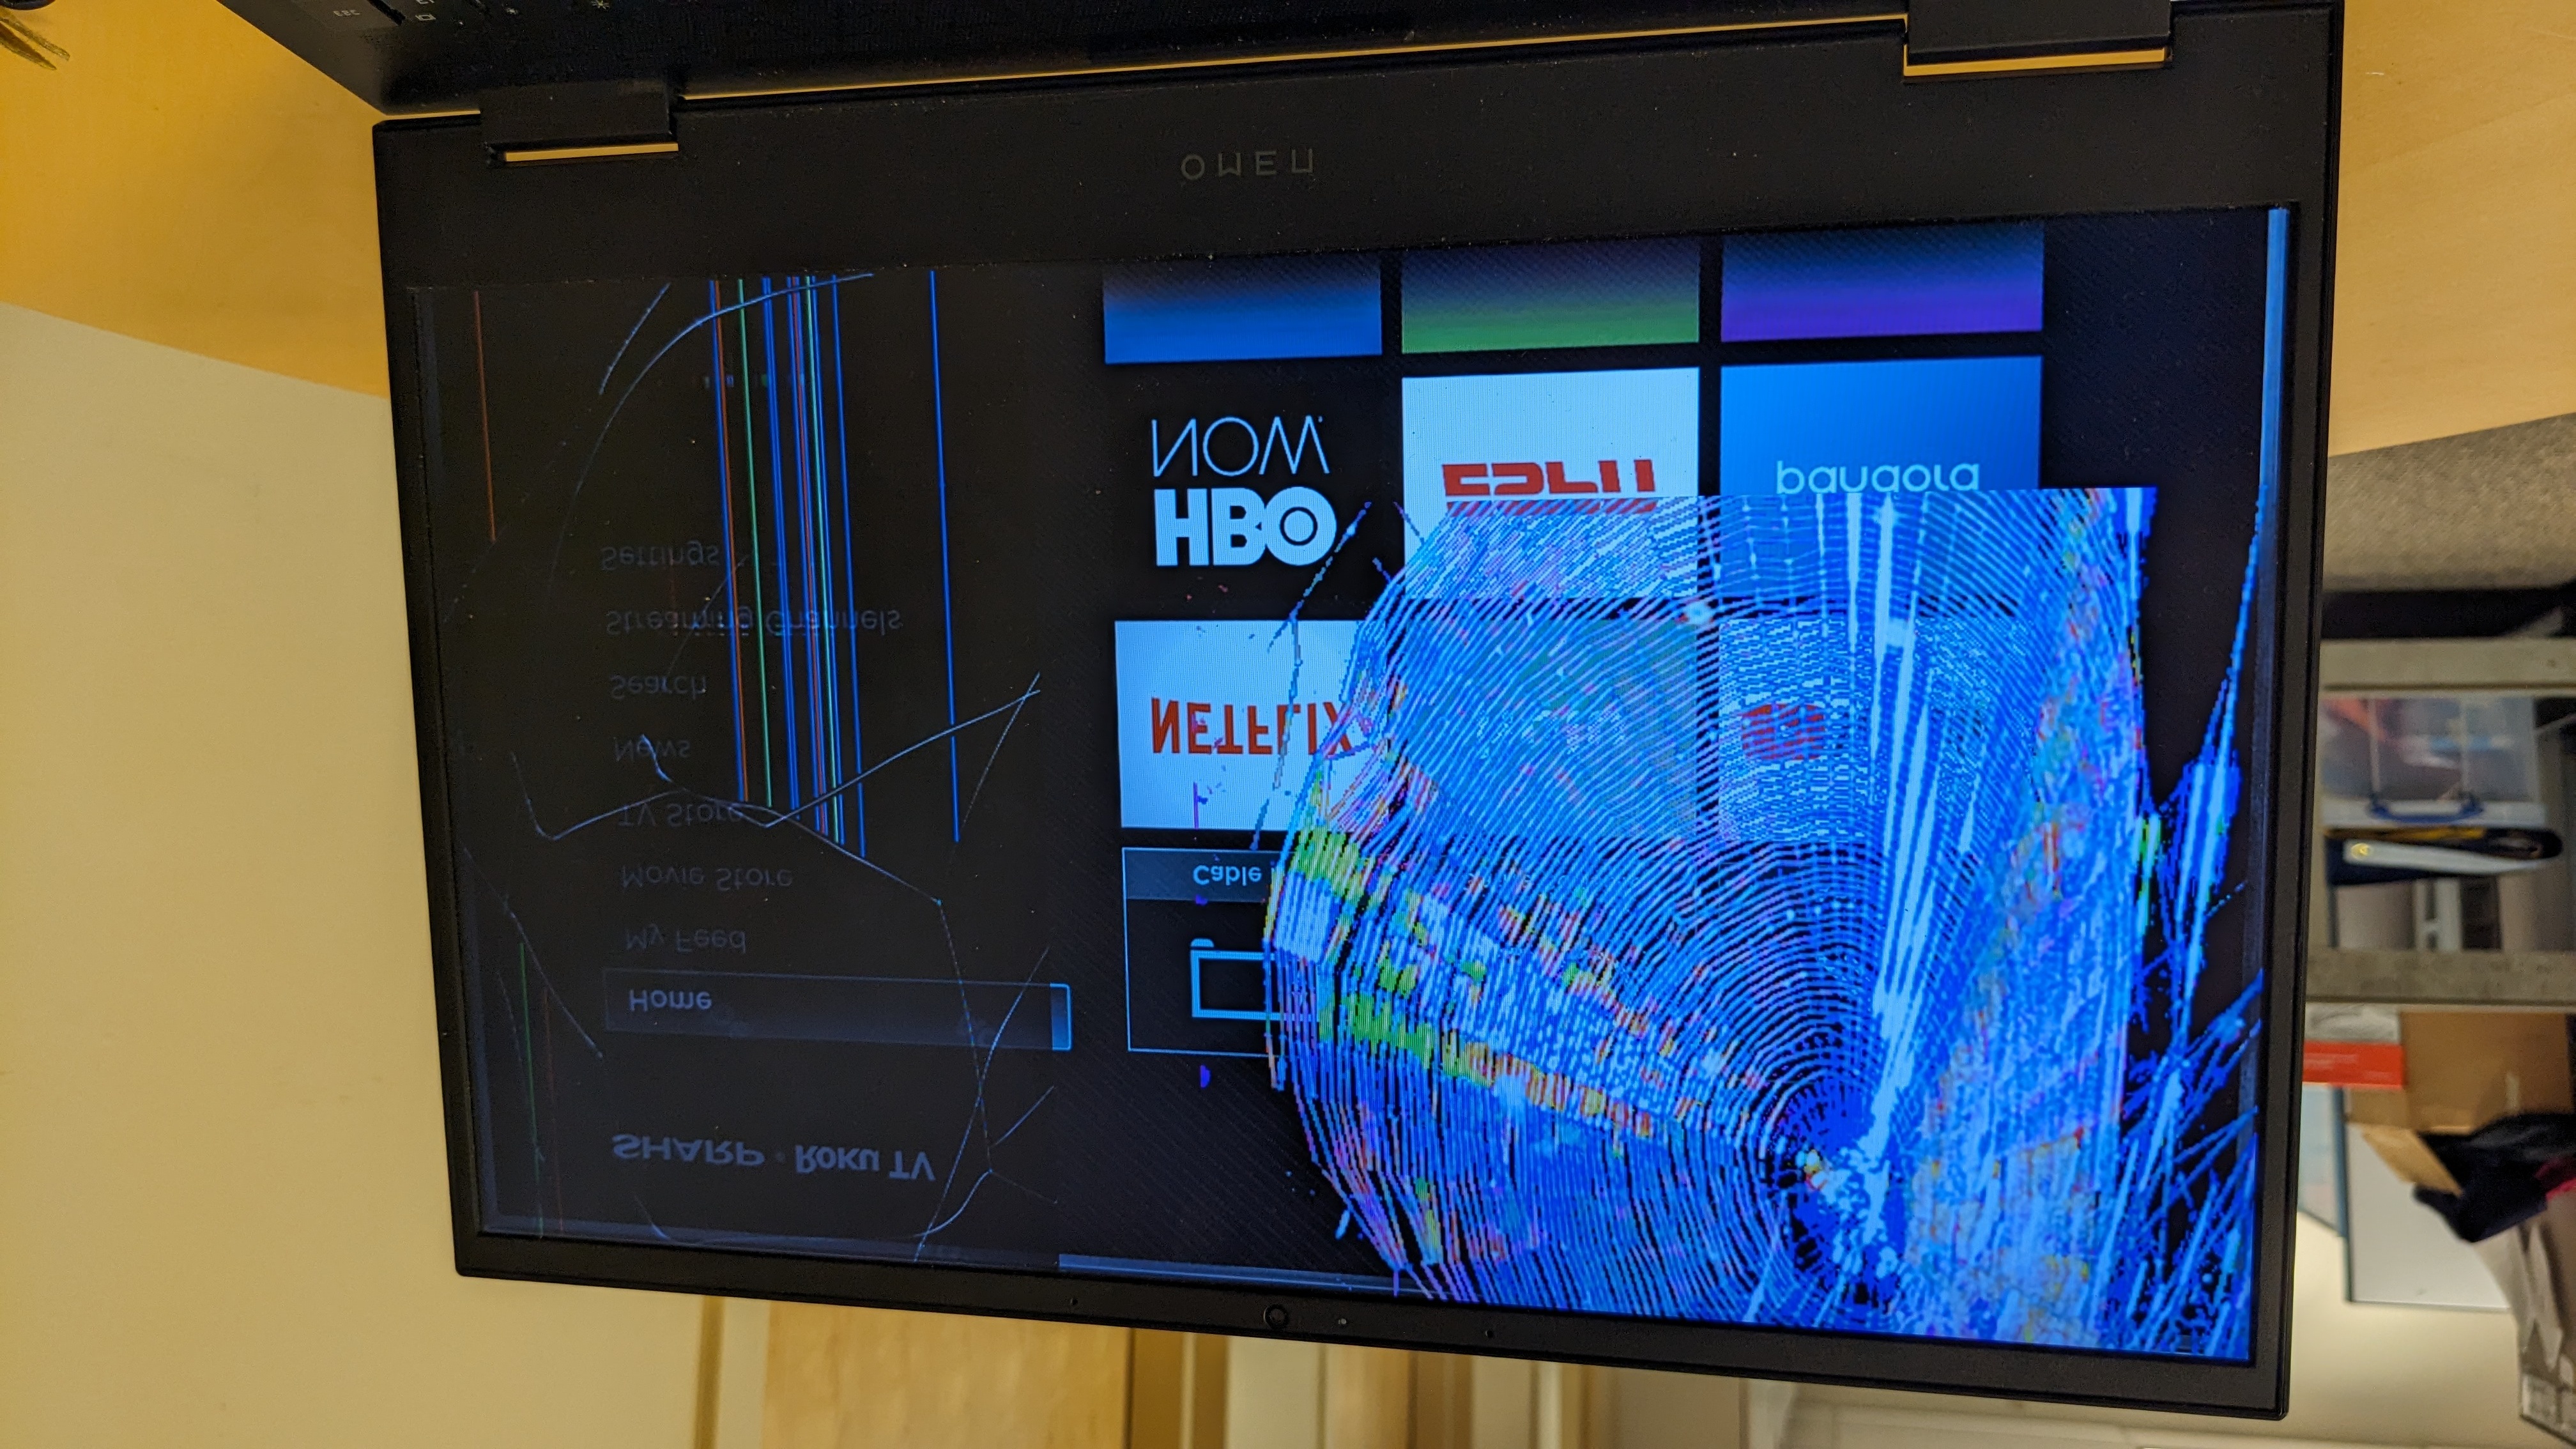 SHARP • Roku TV
Home
My Feed
Movie Store
TV Store
News
Search
Streaming Channels
Settings
Cable
NETFLIX
HBO
NOW
ESPN
pandora
OMEN
esc